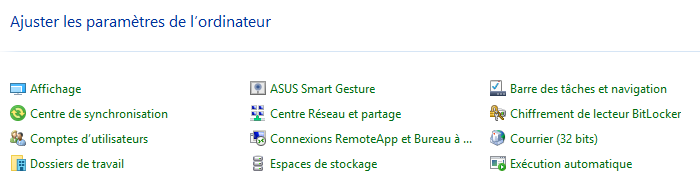 Ajuster les paramètres de l'ordinateur
Affichage
ASUS Smart Gesture
Barre des tâches et navigation
Centre de synchronisation
Centre Réseau et partage
Chiffrement de lecteur BitLocker
Comptes d'utilisateurs
Connexions RemoteApp et Bureau à ...
Courrier (32 bits)
Dossiers de travail
Espaces de stockage
Exécution automatique